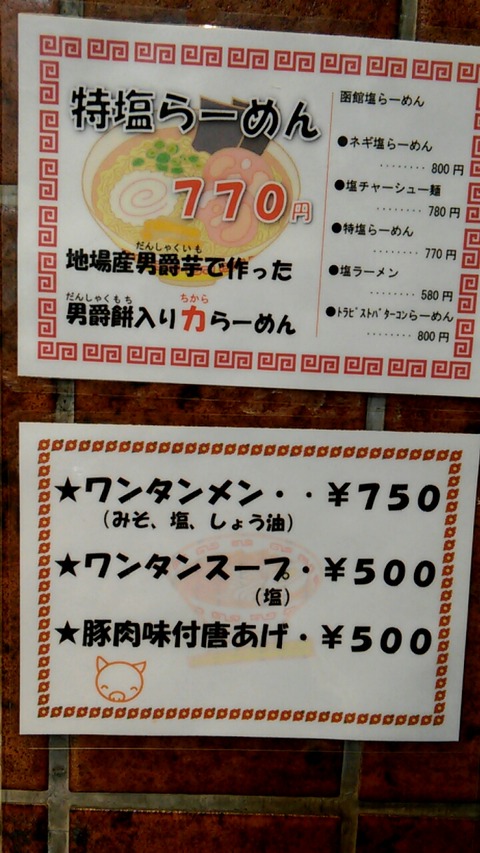 特塩らーめん
770円
だんしゃくいも
地場産男爵芋で作った
だんしゃくもち ちから
男爵餅入り力らーめん
函館塩らーめん
●ネギ塩らーめん
‥‥‥‥ 800円
●塩チャーシュー麺
‥‥‥‥ 780円
●特塩らーめん
‥‥‥‥ 770円
●塩ラーメン
‥‥‥‥ 580円
●トラピストバターコンらーめん
‥‥‥‥ 800円
★ワンタンメン・・¥750
(みそ、塩、しょう油)
★ワンタンスープ・¥500
(塩)
★豚肉味付唐あげ・¥500